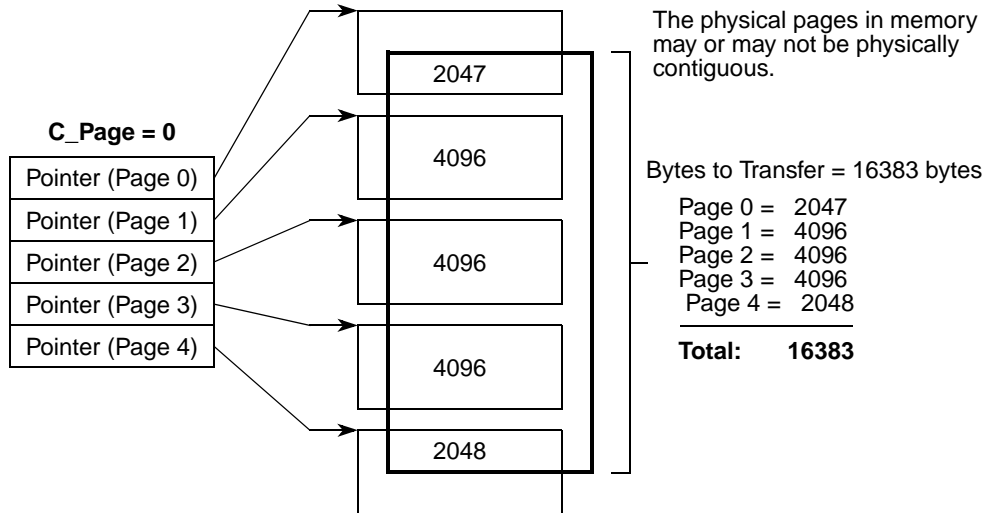 The physical pages in memory
may or may not be physically
contiguous.
C_Page = 0
Pointer (Page 0)
Pointer (Page 1)
Pointer (Page 2)
Pointer (Page 3)
Pointer (Page 4)
2047
4096
4096
4096
2048
Bytes to Transfer = 16383 bytes
Page 0 = 2047
Page 1 = 4096
Page 2 = 4096
Page 3 = 4096
Page 4 = 2048
Total: 16383